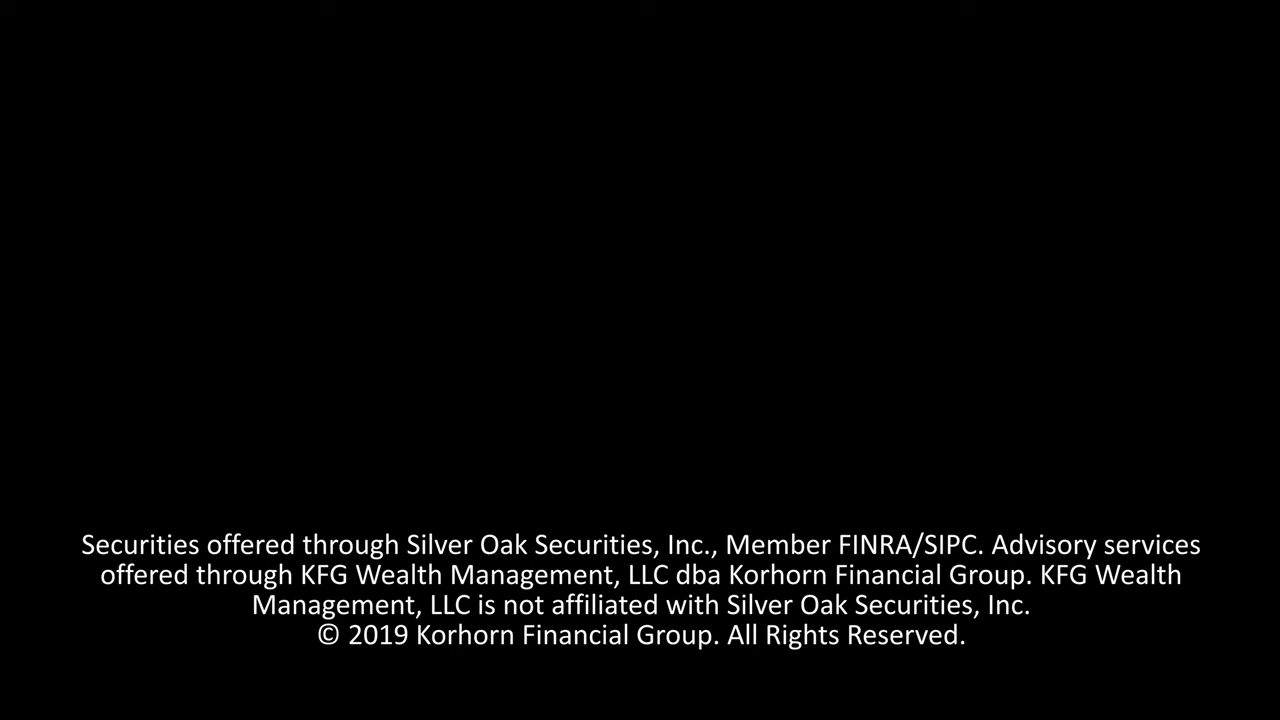 Securities offered through Silver Oak Securities, Inc., Member FINRA/SIPC. Advisory services
offered through KFG Wealth Management, LLC dba Korhorn Financial Group. KFG Wealth
Management, LLC is not affiliated with Silver Oak Securities, Inc.
© 2019 Korhorn Financial Group. All Rights Reserved.